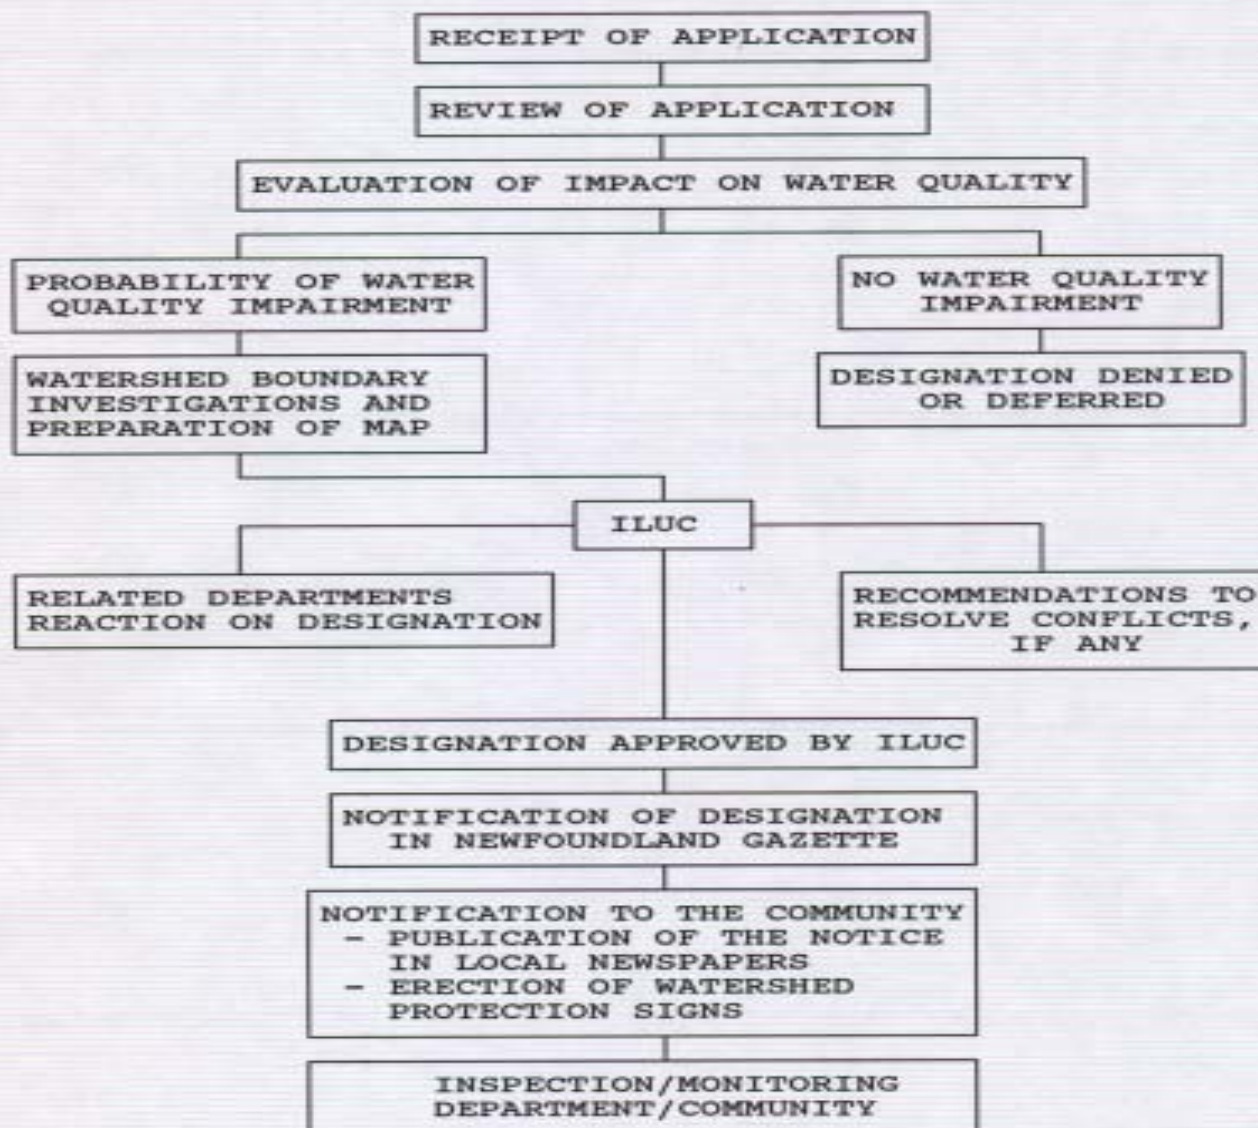 RECEIPT OF APPLICATION
REVIEW OF APPLICATION
EVALUATION OF IMPACT ON WATER QUALITY
PROBABILITY OF WATER
QUALITY IMPAIRMENT
NO WATER QUALITY
IMPAIRMENT
WATERSHED BOUNDARY
INVESTIGATIONS AND
PREPARATION OF MAP
DESIGNATION DENIED
OR DEFERRED
ILUC
RELATED DEPARTMENTS
REACTION ON DESIGNATION
RECOMMENDATIONS TO
RESOLVE CONFLICTS,
IF ANY
DESIGNATION APPROVED BY ILUC
NOTIFICATION OF DESIGNATION
IN NEWFOUNDLAND GAZETTE
NOTIFICATION TO THE COMMUNITY
- PUBLICATION OF THE NOTICE
IN LOCAL NEWSPAPERS
- ERECTION OF WATERSHED
PROTECTION SIGNS
INSPECTION/MONITORING
DEPARTMENT/COMMUNITY